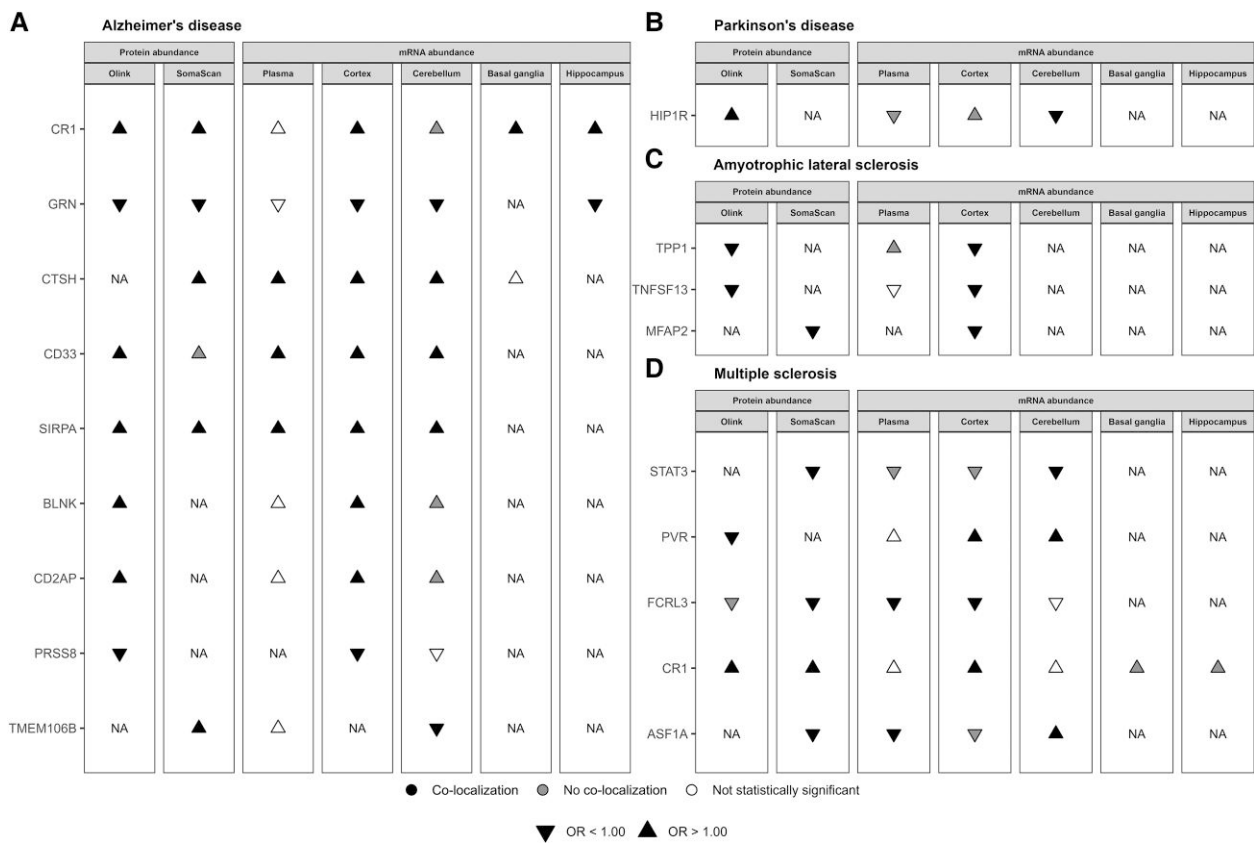 A Alzheimer's disease
Protein abundance mRNA abundance
Olink SomaScan Plasma Cortex Cerebellum Basal ganglia Hippocampus
CR1
GRN NA
CTSH NA NA
CD33 NA NA
SIRPA NA NA
BLNK NA NA NA
CD2AP NA NA NA
PRSS8 NA NA NA NA
TMEM106B NA NA NA NA
B Parkinson's disease
Protein abundance mRNA abundance
Olink SomaScan Plasma Cortex Cerebellum Basal ganglia Hippocampus
HIP1R NA NA NA
C Amyotrophic lateral sclerosis
Protein abundance mRNA abundance
Olink SomaScan Plasma Cortex Cerebellum Basal ganglia Hippocampus
TPP1 NA NA NA NA
TNFSF13 NA NA NA NA
MFAP2 NA NA NA NA NA
D Multiple sclerosis
Protein abundance mRNA abundance
Olink SomaScan Plasma Cortex Cerebellum Basal ganglia Hippocampus
STAT3 NA NA NA
PVR NA NA NA
FCRL3 NA NA
CR1
ASF1A NA NA NA
Co-localization No co-localization Not statistically significant
OR < 1.00 OR > 1.00